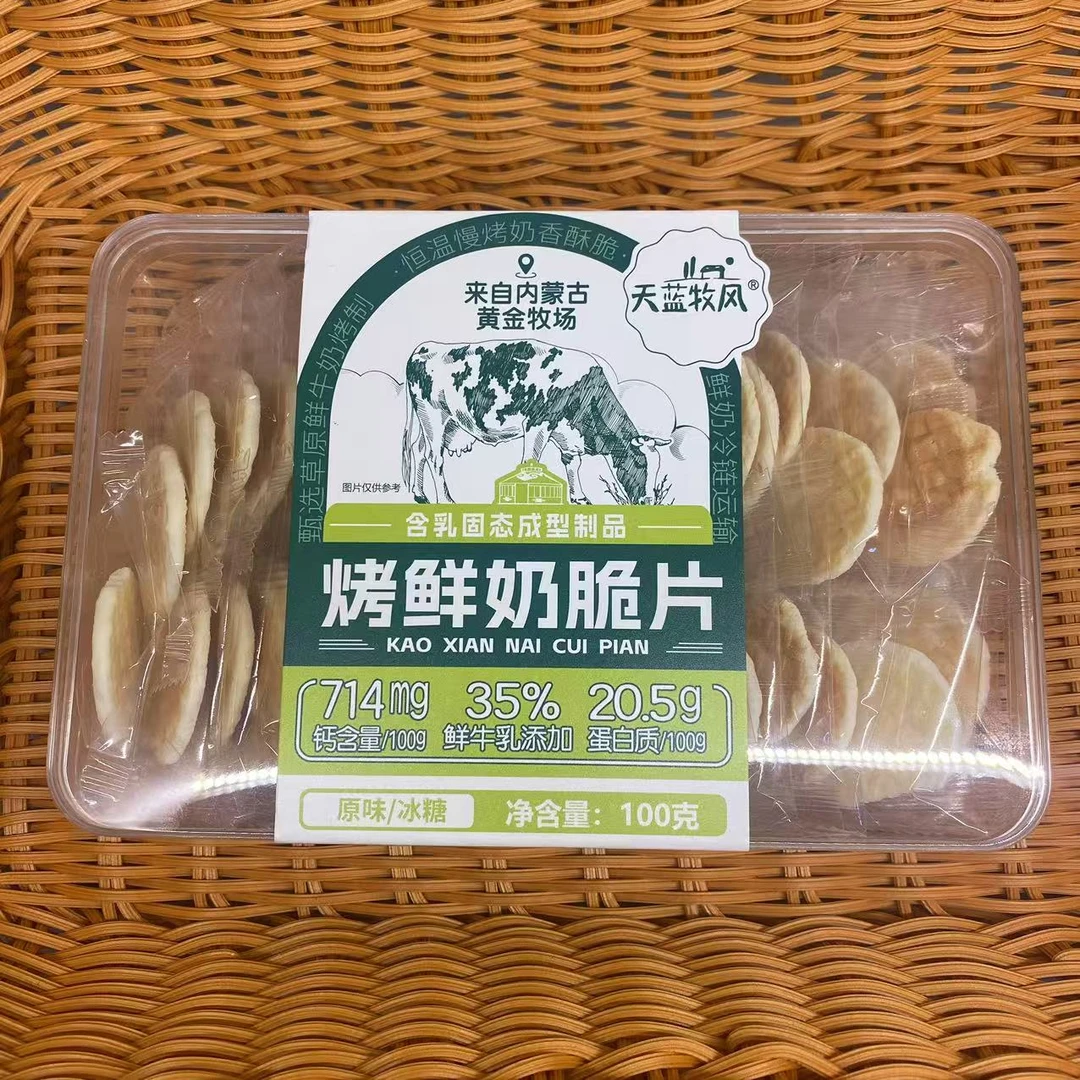 甄选草原鲜牛奶烤制
·恒温慢烤奶香酥脆·
鲜奶冷链运输
来自内蒙古
黄金牧场
天蓝牧风®
图片仅供参考
含乳固态成型制品
烤鲜奶脆片
KAO XIAN NAI CUI PIAN
714mg 35% 20.5g
钙含量/100g 鲜牛乳添加 蛋白质/100g
原味/冰糖 净含量：100克